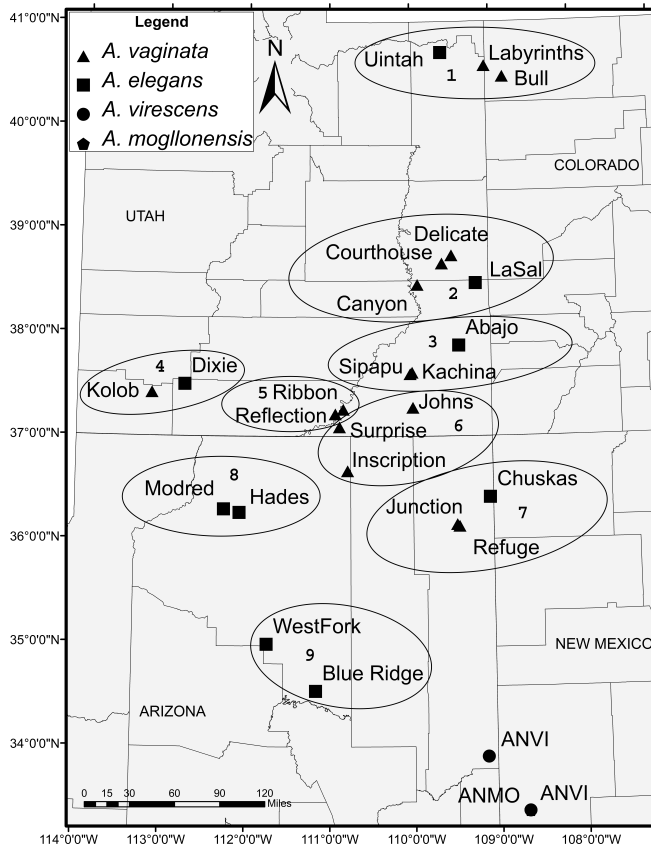 41°0'0"N
Legend
A. vaginata
A. elegans
A. virescens
A. mogllonensis
N
Uintah
Labyrinths
1
Bull
40°0'0"N
COLORADO
UTAH
39°0'0"N
Delicate
Courthouse
LaSal
2
Canyon
38°0'0"N
Abajo
3
4
Dixie
Sipapu
Kachina
Kolob
5 Ribbon
Johns
Reflection
6
37°0'0"N
Surprise
Inscription
8
Chuskas
Modred
Hades
Junction
7
36°0'0"N
Refuge
35°0'0"N
WestFork
9
NEW MEXICO
Blue Ridge
ARIZONA
34°0'0"N
ANVI
ANMO
ANVI
0 15 30 60 90 120
Miles
114°0'0"W 113°0'0"W 112°0'0"W 111°0'0"W 110°0'0"W 109°0'0"W 108°0'0"W